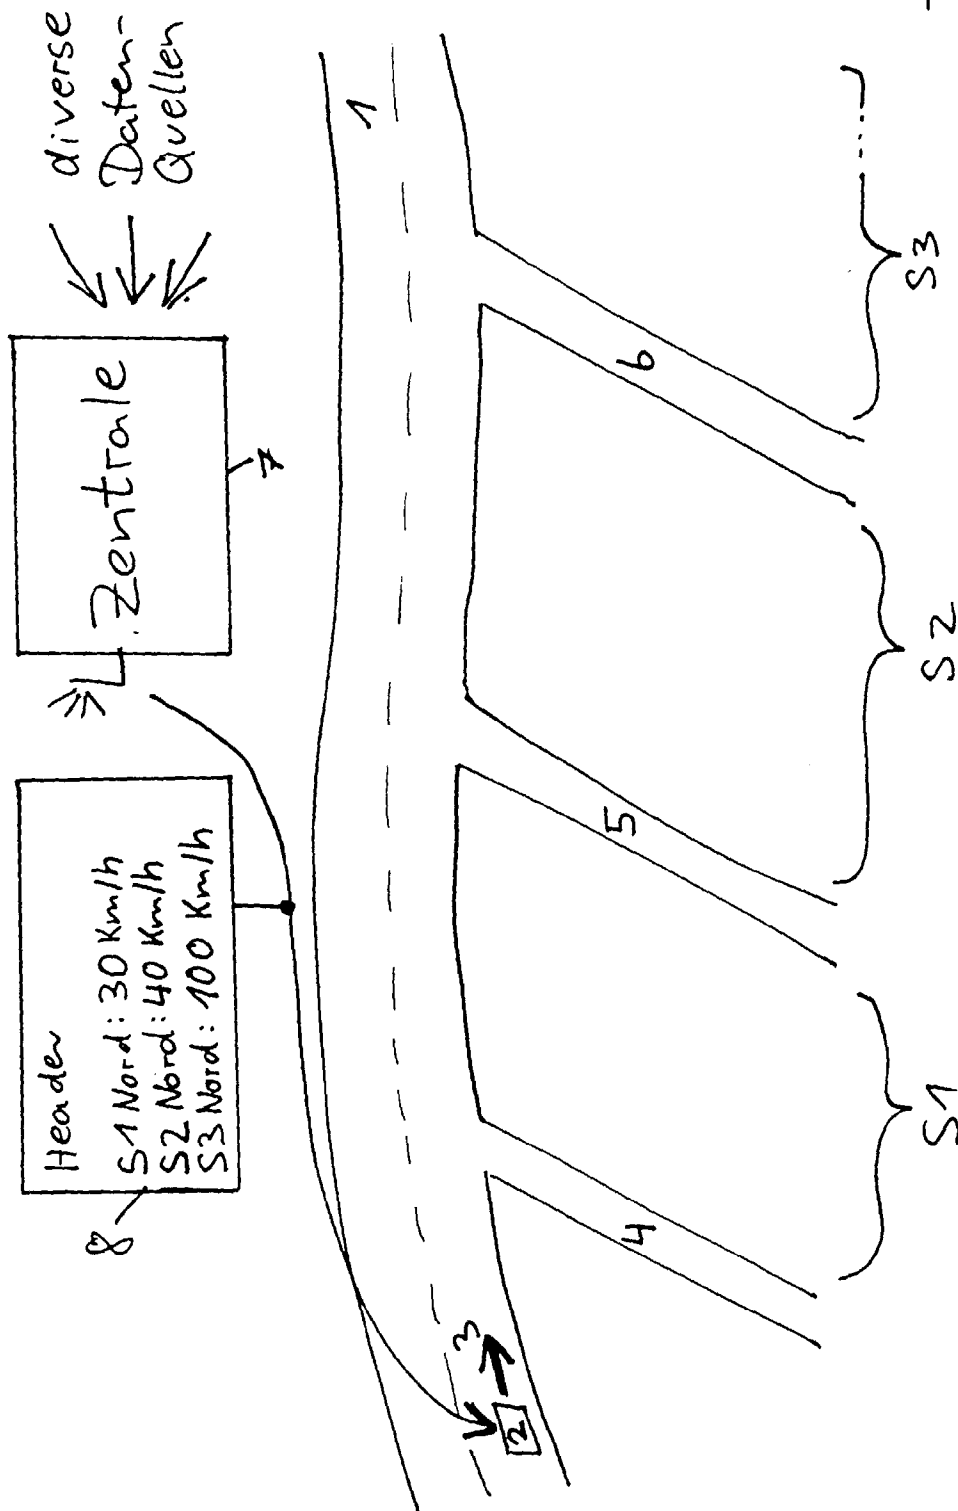 diverse
Daten-
Quellen
Zentrale
7
Header
S1 Nord: 30 Km/h
S2 Nord: 40 Km/h
S3 Nord: 100 Km/h
8
1
2
3
4
5
6
S1
S2
S3